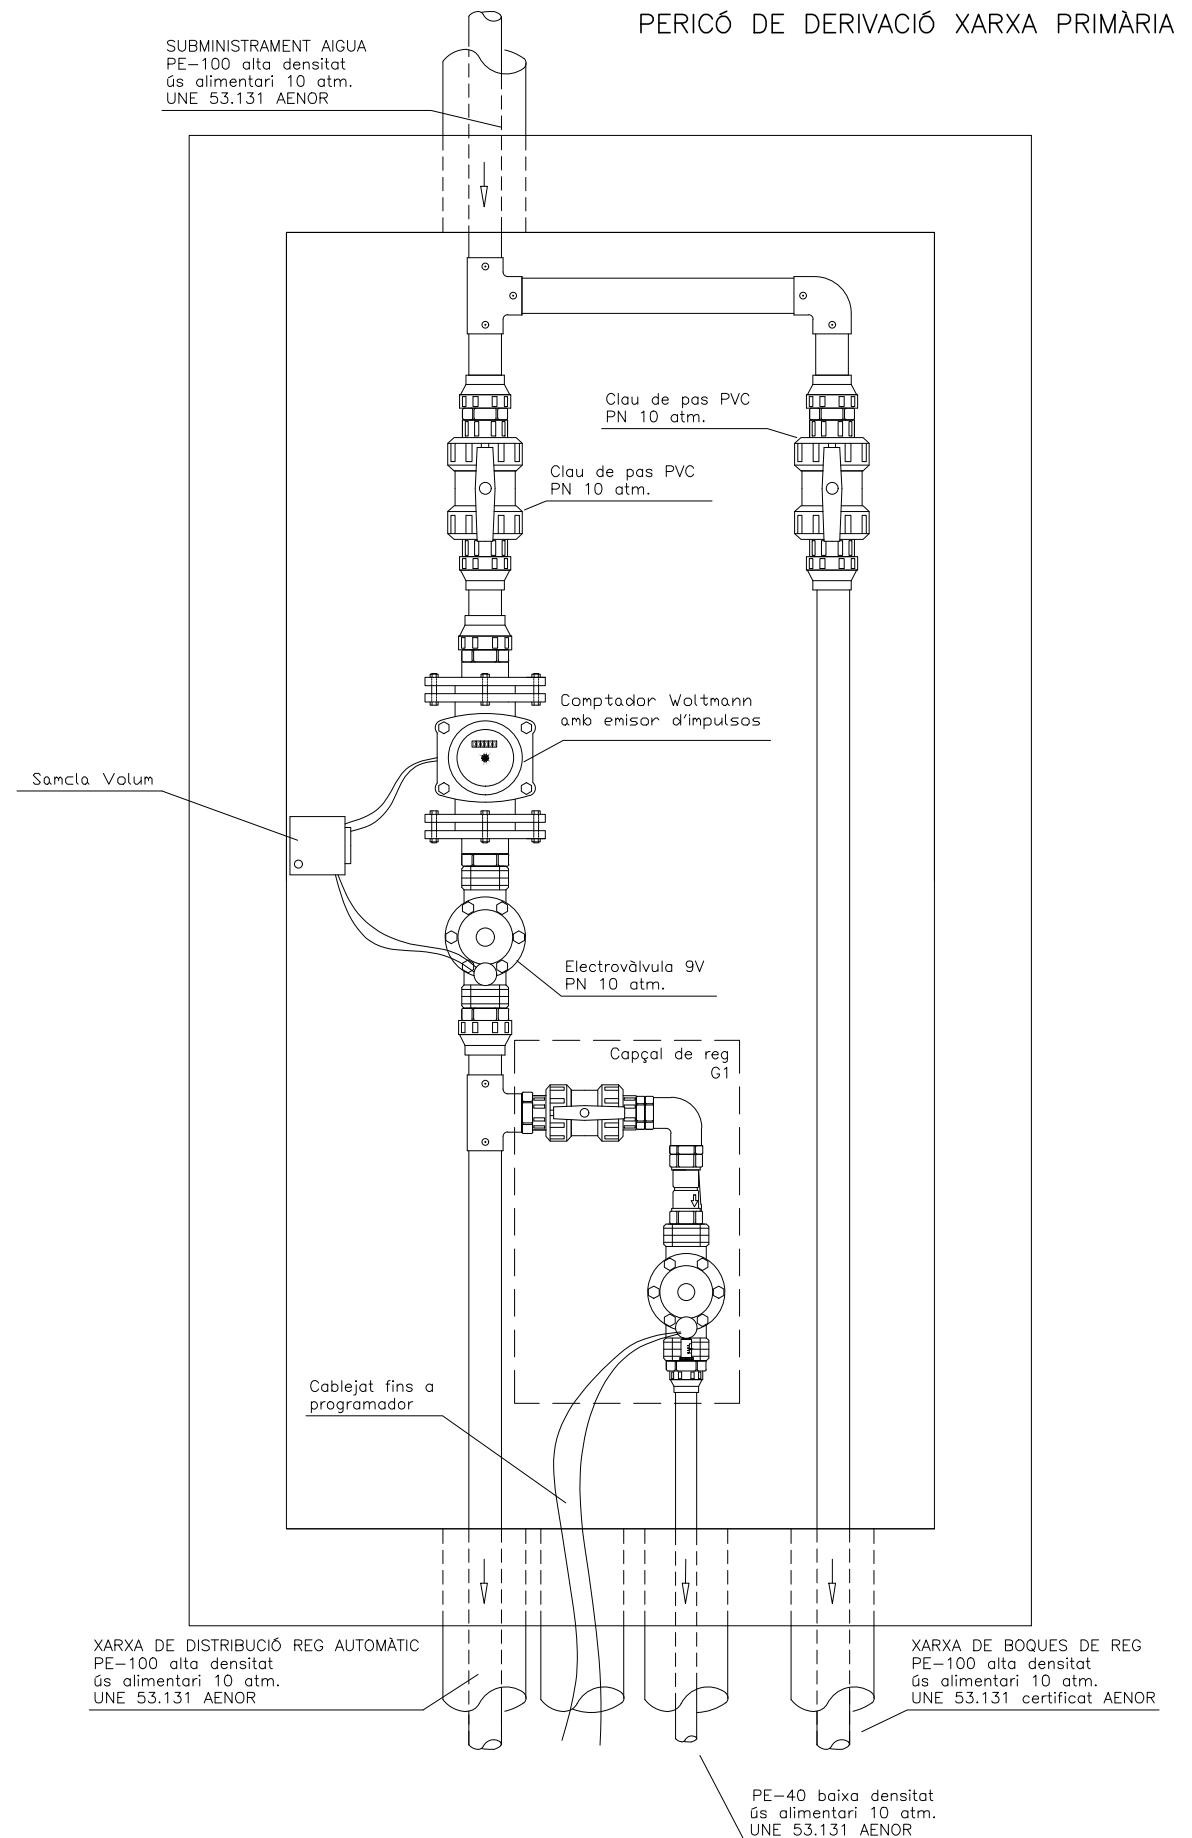 PERICÓ DE DERIVACIÓ XARXA PRIMÀRIA
SUBMINISTRAMENT AIGUA
PE-100 alta densitat
ús alimentari 10 atm.
UNE 53.131 AENOR
Clau de pas PVC
PN 10 atm.
Clau de pas PVC
PN 10 atm.
Comptador Woltmann
amb emisor d'impulsos
Samcla Volum
Electrovàlvula 9V
PN 10 atm.
Capçal de reg
G1
Cablejat fins a
programador
XARXA DE DISTRIBUCIÓ REG AUTOMÀTIC
PE-100 alta densitat
ús alimentari 10 atm.
UNE 53.131 AENOR
XARXA DE BOQUES DE REG
PE-100 alta densitat
ús alimentari 10 atm.
UNE 53.131 certificat AENOR
PE-40 baixa densitat
ús alimentari 10 atm.
UNE 53.131 AENOR